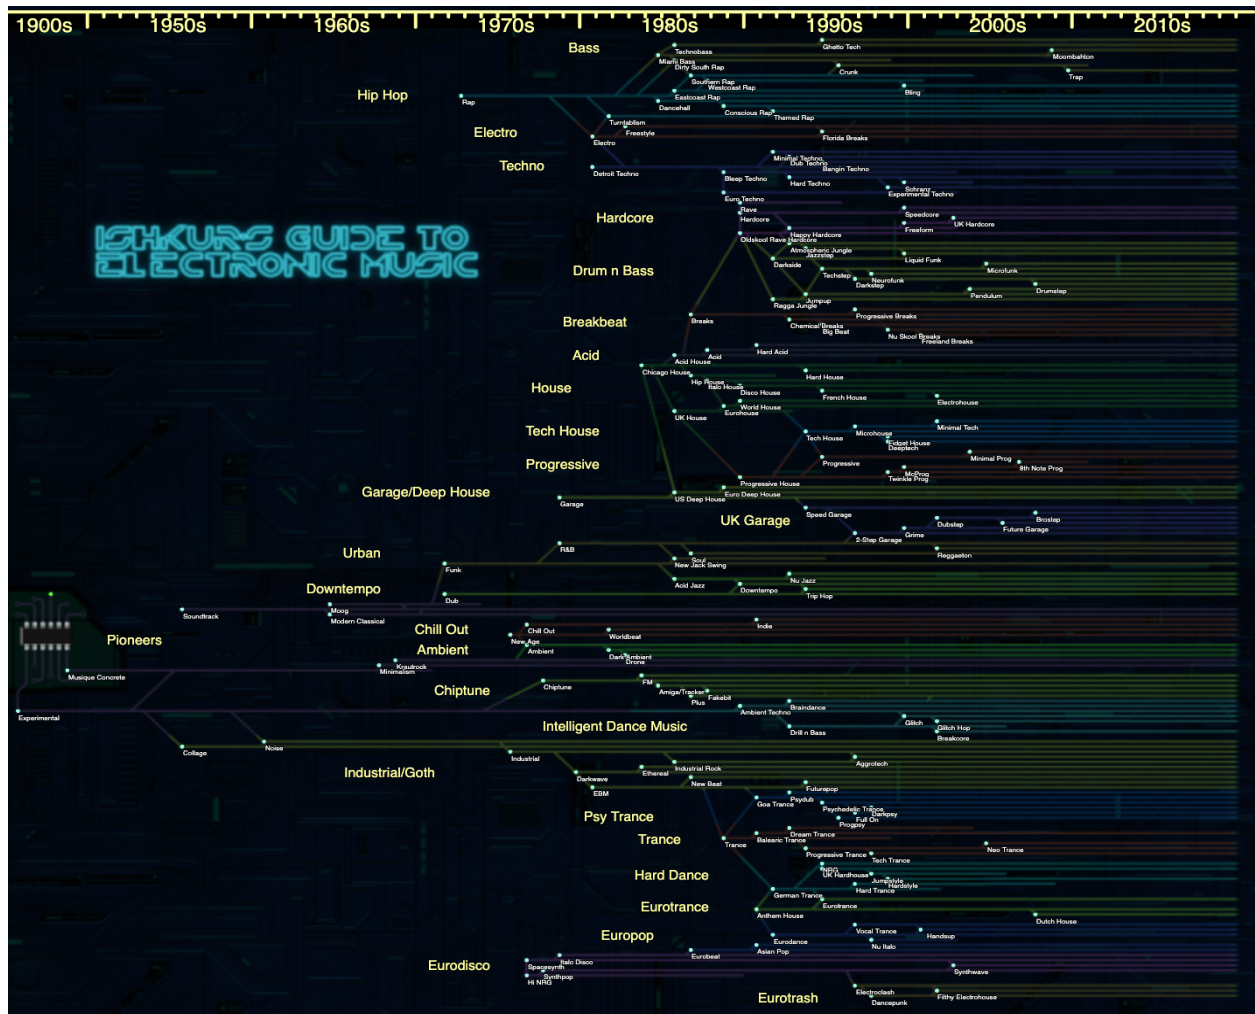 1900s 1950s 1960s 1970s 1980s 1990s 2000s 2010s
Bass
Ghetto Tech
Technobass
Moombahton
Miami Bass
Dirty South Rap
Crunk
Trap
Southern Rap
Westcoast Rap
Bling
Hip Hop
Rap
Eastcoast Rap
Dancehall
Conscious Rap
Themed Rap
Turntablism
Electro
Freestyle
Florida Breaks
Electro
Minimal Techno
Dub Techno
Techno
Detroit Techno
Bangin Techno
Bleep Techno
Hard Techno
Schranz
Experimental Techno
Euro Techno
Rave
Hardcore
Hardcore
Speedcore
UK Hardcore
Freeform
ISHKURS GUIDE TO
ELECTRONIC MUSIC
Happy Hardcore
Oldskool Rave Hardcore
Atmospheric Jungle
Jazzstep
Liquid Funk
Darkside
Microfunk
Drum n Bass
Techstep
Neurofunk
Darkstep
Drumstep
Pendulum
Ragga Jungle
Jumpup
Breakbeat
Breaks
Progressive Breaks
Chemical Breaks
Big Beat
Nu Skool Breaks
Freeland Breaks
Acid
Acid House
Acid
Hard Acid
Chicago House
Hard House
House
Hip House
Italo House
Disco House
French House
Electrohouse
World House
Eurohouse
UK House
Tech House
Tech House
Microhouse
Minimal Tech
Fidget House
Deeptech
Progressive
Progressive
Minimal Prog
8th Note Prog
McProg
Twinkle Prog
Progressive House
Garage/Deep House
Garage
US Deep House
Euro Deep House
UK Garage
Speed Garage
Brostep
Dubstep
Future Garage
Grime
2-Step Garage
Urban
R&B
Soul
New Jack Swing
Reggaeton
Funk
Downtempo
Acid Jazz
Nu Jazz
Downtempo
Trip Hop
Dub
Soundtrack
Moog
Modern Classical
Pioneers
Chill Out
Chill Out
Worldbeat
Indie
New Age
Ambient
Ambient
Dark Ambient
Drone
Krautrock
Minimalism
Musique Concrete
Chiptune
Chiptune
FM
Amiga/Tracker
Fakebit
Plus
Experimental
Ambient Techno
Braindance
Intelligent Dance Music
Drill n Bass
Glitch
Glitch Hop
Breakcore
Collage
Noise
Industrial
Industrial/Goth
Darkwave
Ethereal
Industrial Rock
Aggrotech
New Beat
EBM
Futurepop
Psy Trance
Goa Trance
Psydub
Psychedelic Trance
Darkpsy
Full On
Progpsy
Trance
Trance
Balearic Trance
Dream Trance
Neo Trance
Progressive Trance
Tech Trance
Hard Dance
NRG
UK Hardhouse
Jumpstyle
Hardstyle
Hard Trance
German Trance
Eurotrance
Eurotrance
Anthem House
Dutch House
Europop
Eurodance
Vocal Trance
Handsup
Nu Italo
Asian Pop
Eurobeat
Eurodisco
Italo Disco
Spacesynth
Synthpop
Hi NRG
Synthwave
Eurotrash
Electroclash
Dancepunk
Filthy Electrohouse